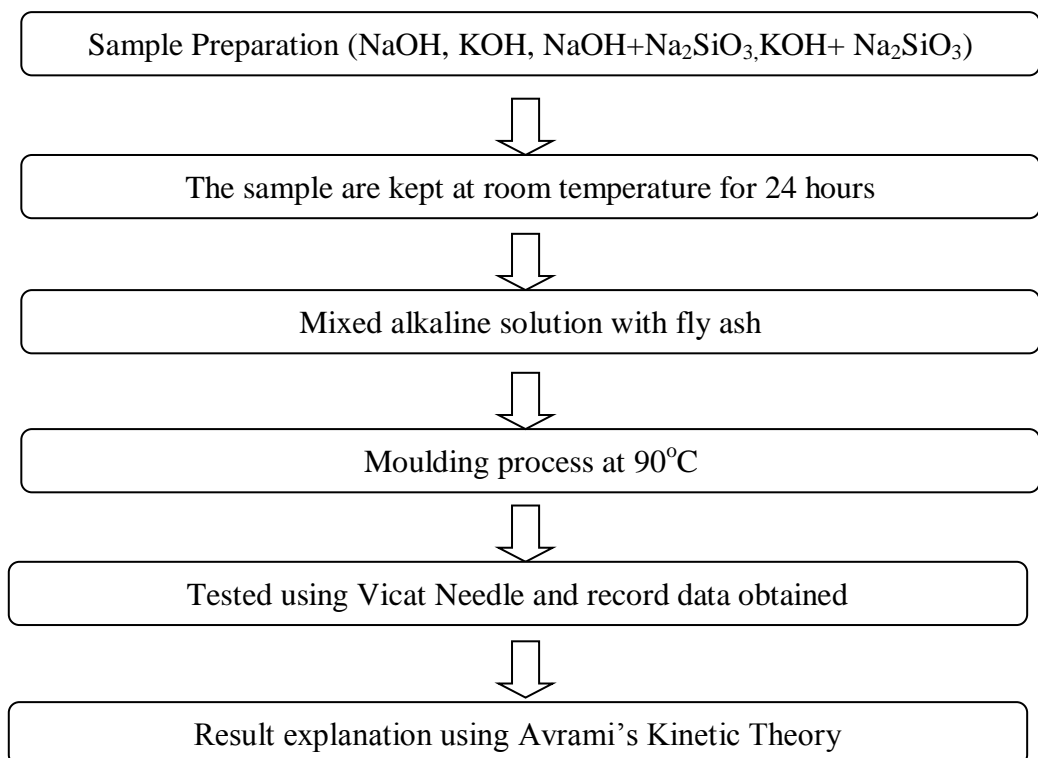 Sample Preparation (NaOH, KOH, NaOH+Na₂SiO₃,KOH+ Na₂SiO₃)
The sample are kept at room temperature for 24 hours
Mixed alkaline solution with fly ash
Moulding process at 90°C
Tested using Vicat Needle and record data obtained
Result explanation using Avrami’s Kinetic Theory